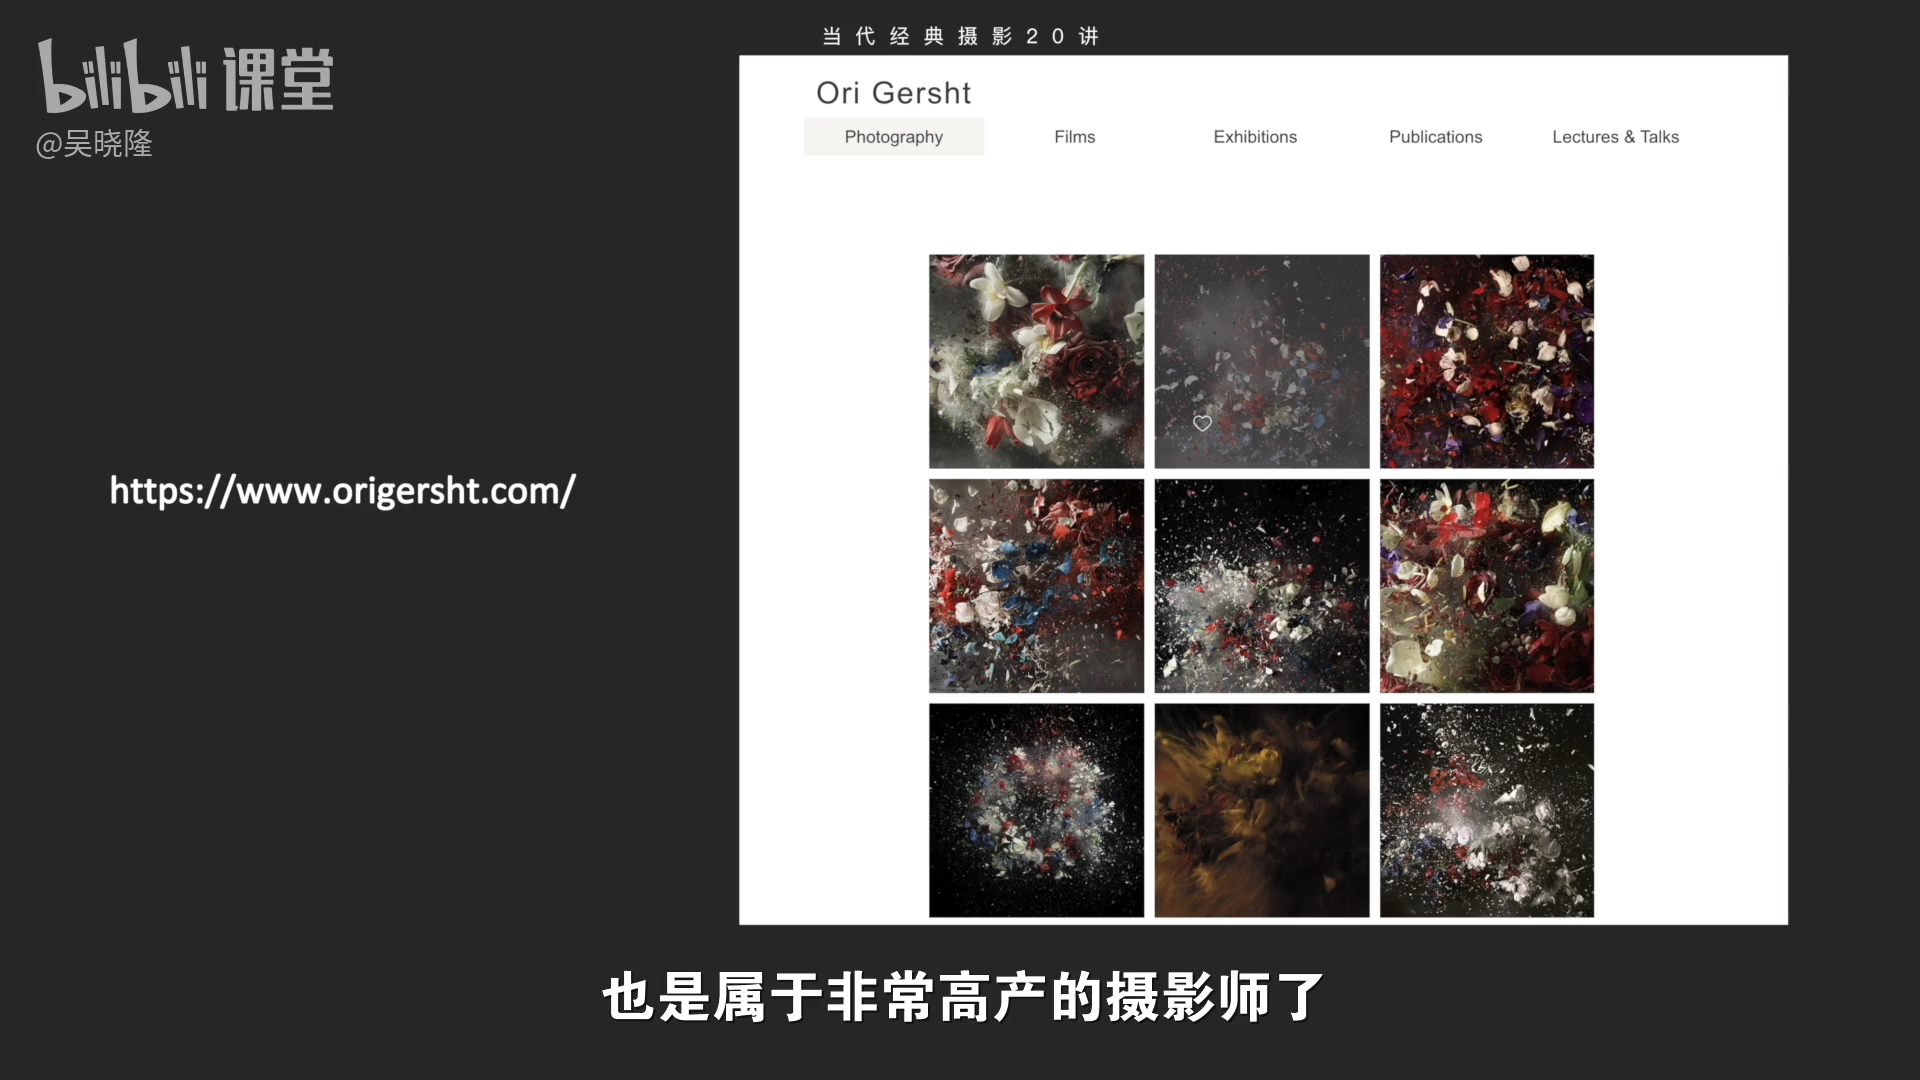 当代经典摄影20讲
bilibili 课堂
@吴晓隆
Ori Gersht
Photography
Films
Exhibitions
Publications
Lectures & Talks
https://www.origersht.com/
也是属于非常高产的摄影师了